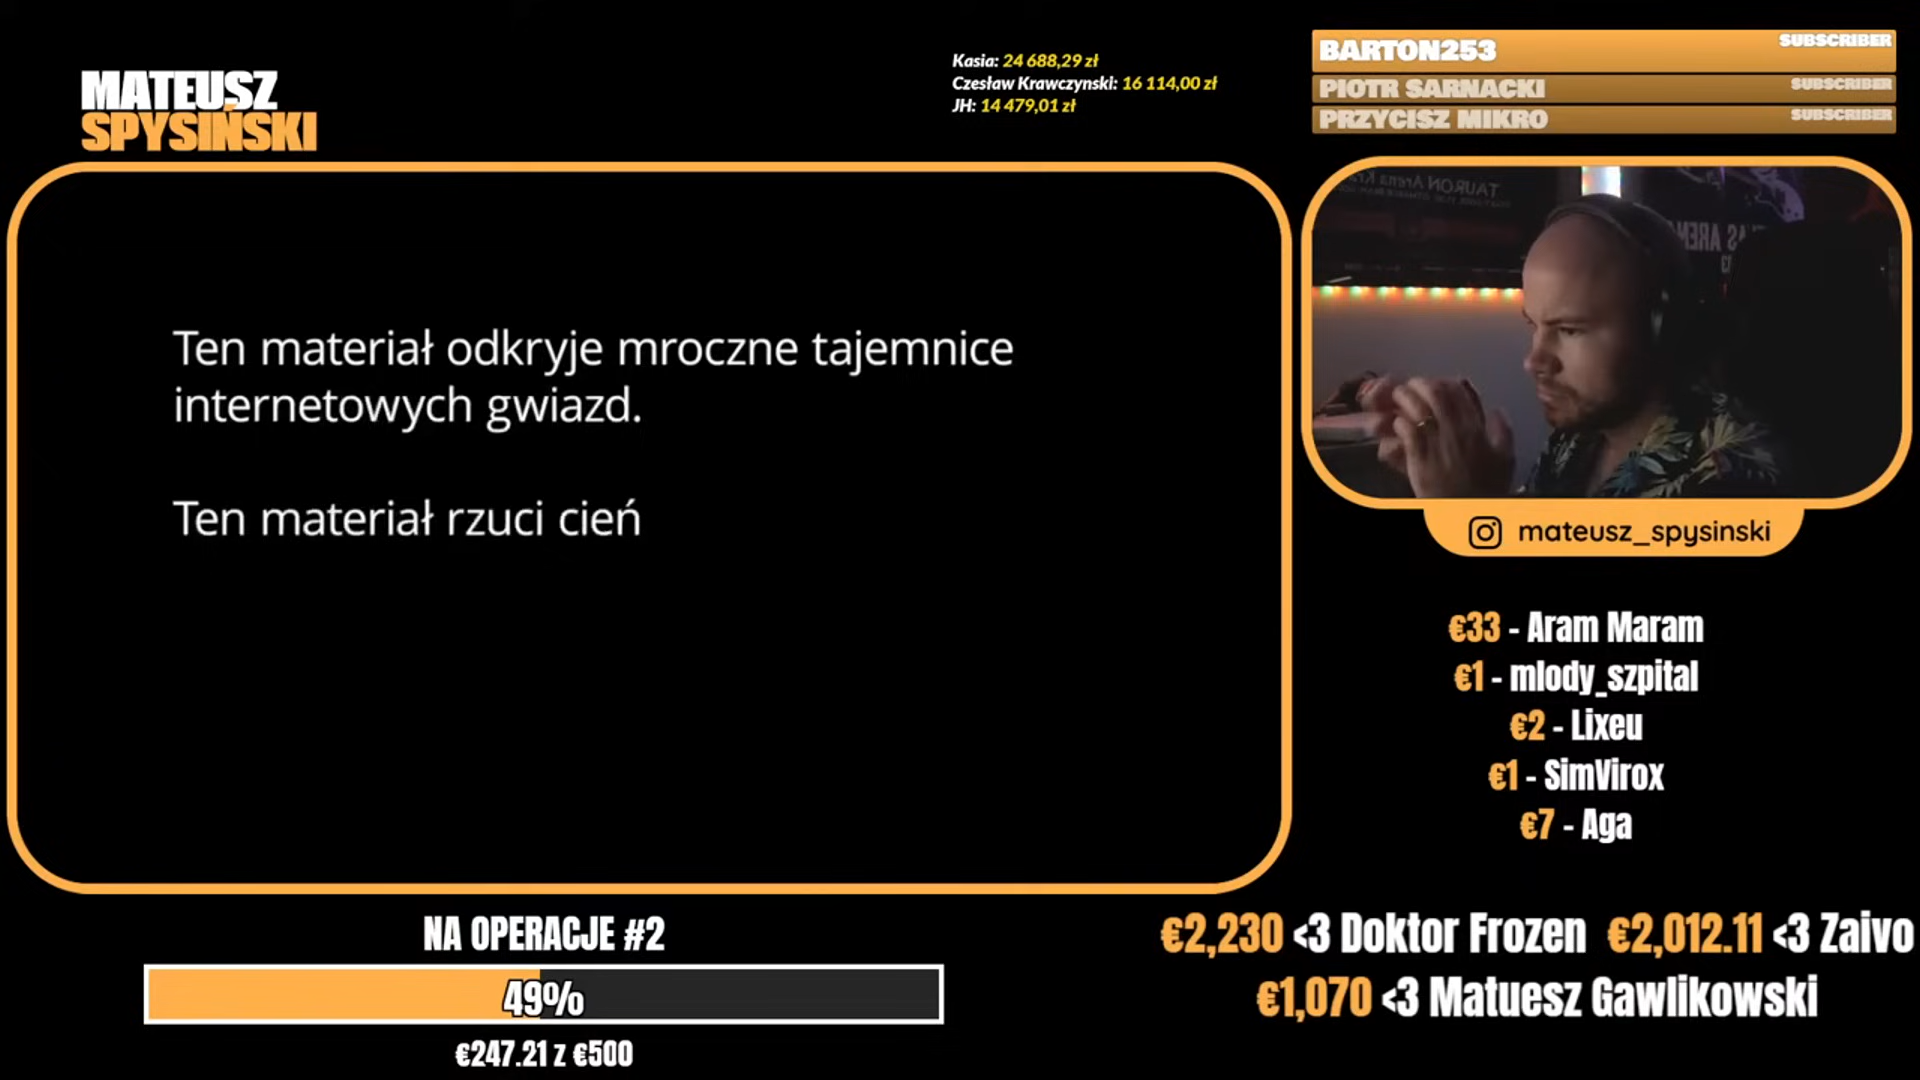 MATEUSZ
SPYSIŃSKI
Kasia: 24 688,29 zł
Czesław Krawczynski: 16 114,00 zł
JH: 14 479,01 zł
BARTON253 SUBSCRIBER
PIOTR SARNACKI SUBSCRIBER
PRZYCISZ MIKRO SUBSCRIBER
Ten materiał odkryje mroczne tajemnice
internetowych gwiazd.
Ten materiał rzuci cień
TAURON Arena
mateusz_spysinski
€33 - Aram Maram
€1 - mlody_szpital
€2 - Lixeu
€1 - SimVirox
€7 - Aga
NA OPERACJE #2
49%
€247.21 z €500
€2,230 <3 Doktor Frozen €2,012.11 <3 Zaivo
€1,070 <3 Matuesz Gawlikowski